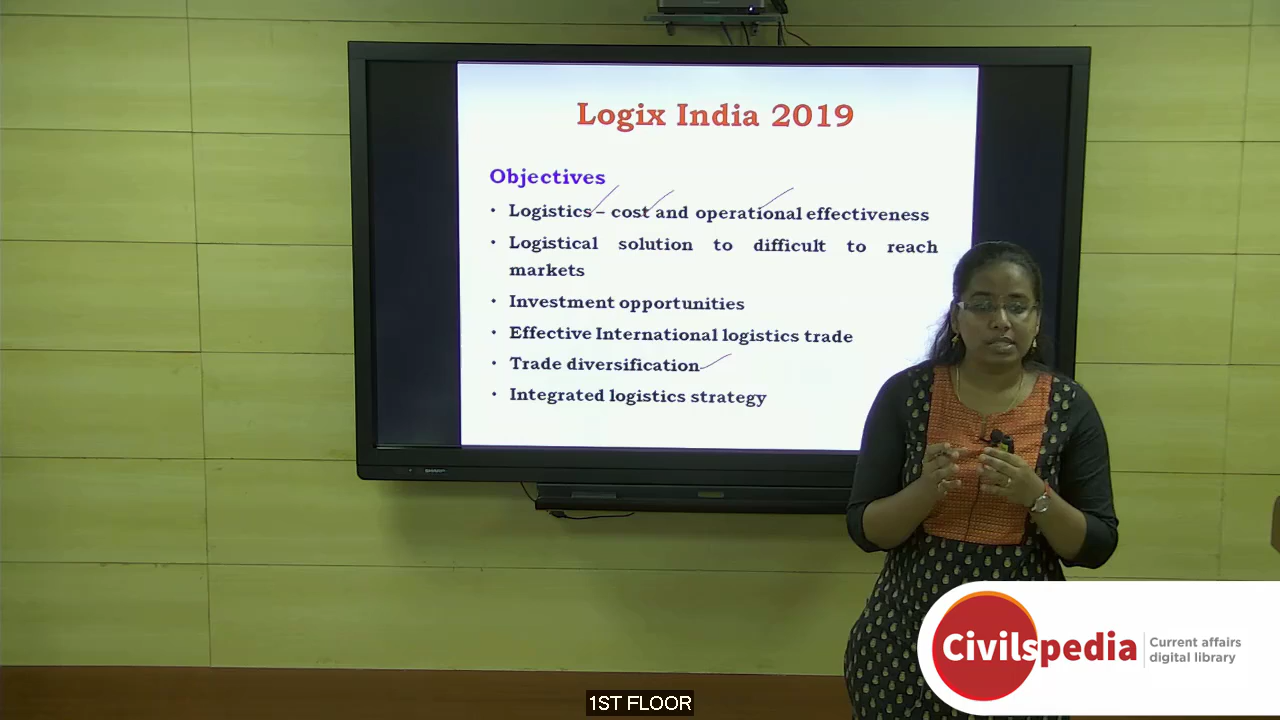 Logix India 2019
Objectives
• Logistics – cost and operational effectiveness
• Logistical solution to difficult to reach
markets
• Investment opportunities
• Effective International logistics trade
• Trade diversification
• Integrated logistics strategy
Civilspedia
Current affairs
digital library
1ST FLOOR